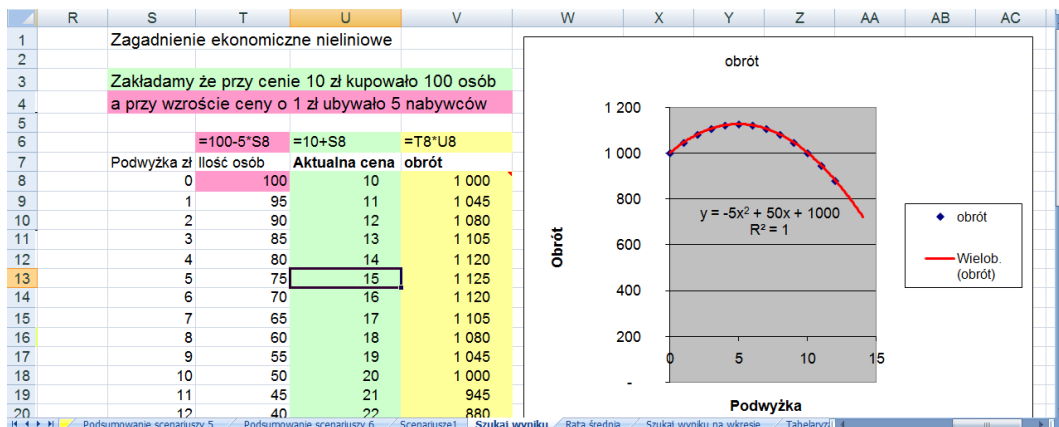 R S T U V W X Y Z AA AB AC
1 Zagadnienie ekonomiczne nieliniowe
2
3 Zakładamy że przy cenie 10 zł kupowało 100 osób
4 a przy wzroście ceny o 1 zł ubywało 5 nabywców
5
6 =100-5*S8 =10+S8 =T8*U8
7 Podwyżka zł Ilość osób Aktualna cena obrót
8 0 100 10 1 000
9 1 95 11 1 045
10 2 90 12 1 080
11 3 85 13 1 105
12 4 80 14 1 120
13 5 75 15 1 125
14 6 70 16 1 120
15 7 65 17 1 105
16 8 60 18 1 080
17 9 55 19 1 045
18 10 50 20 1 000
19 11 45 21 945
20 12 40 22 880
obrót
1 200
1 000
800
600
400
200
-
Obrót
y = -5x² + 50x + 1000
R² = 1
0 5 10 15
Podwyżka
obrót
Wielob.
(obrót)
Podsumowanie scenariuszy 5 Podsumowanie scenariuszy 6 Scenariusze1 Szukaj wyniku Rata średnia Szukaj wyniku na wkresie Tabelaryz